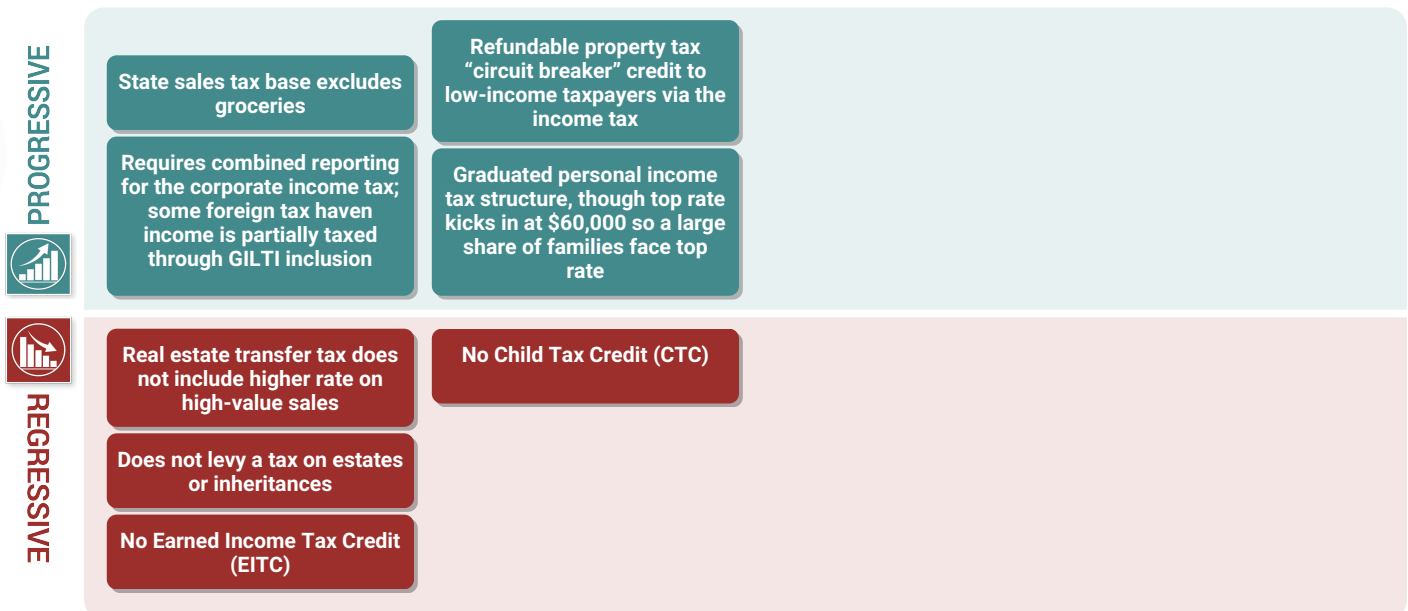 PROGRESSIVE
State sales tax base excludes
groceries
Requires combined reporting
for the corporate income tax;
some foreign tax haven
income is partially taxed
through GILTI inclusion
Refundable property tax
“circuit breaker” credit to
low-income taxpayers via the
income tax
Graduated personal income
tax structure, though top rate
kicks in at $60,000 so a large
share of families face top
rate
REGRESSIVE
Real estate transfer tax does
not include higher rate on
high-value sales
Does not levy a tax on estates
or inheritances
No Earned Income Tax Credit
(EITC)
No Child Tax Credit (CTC)